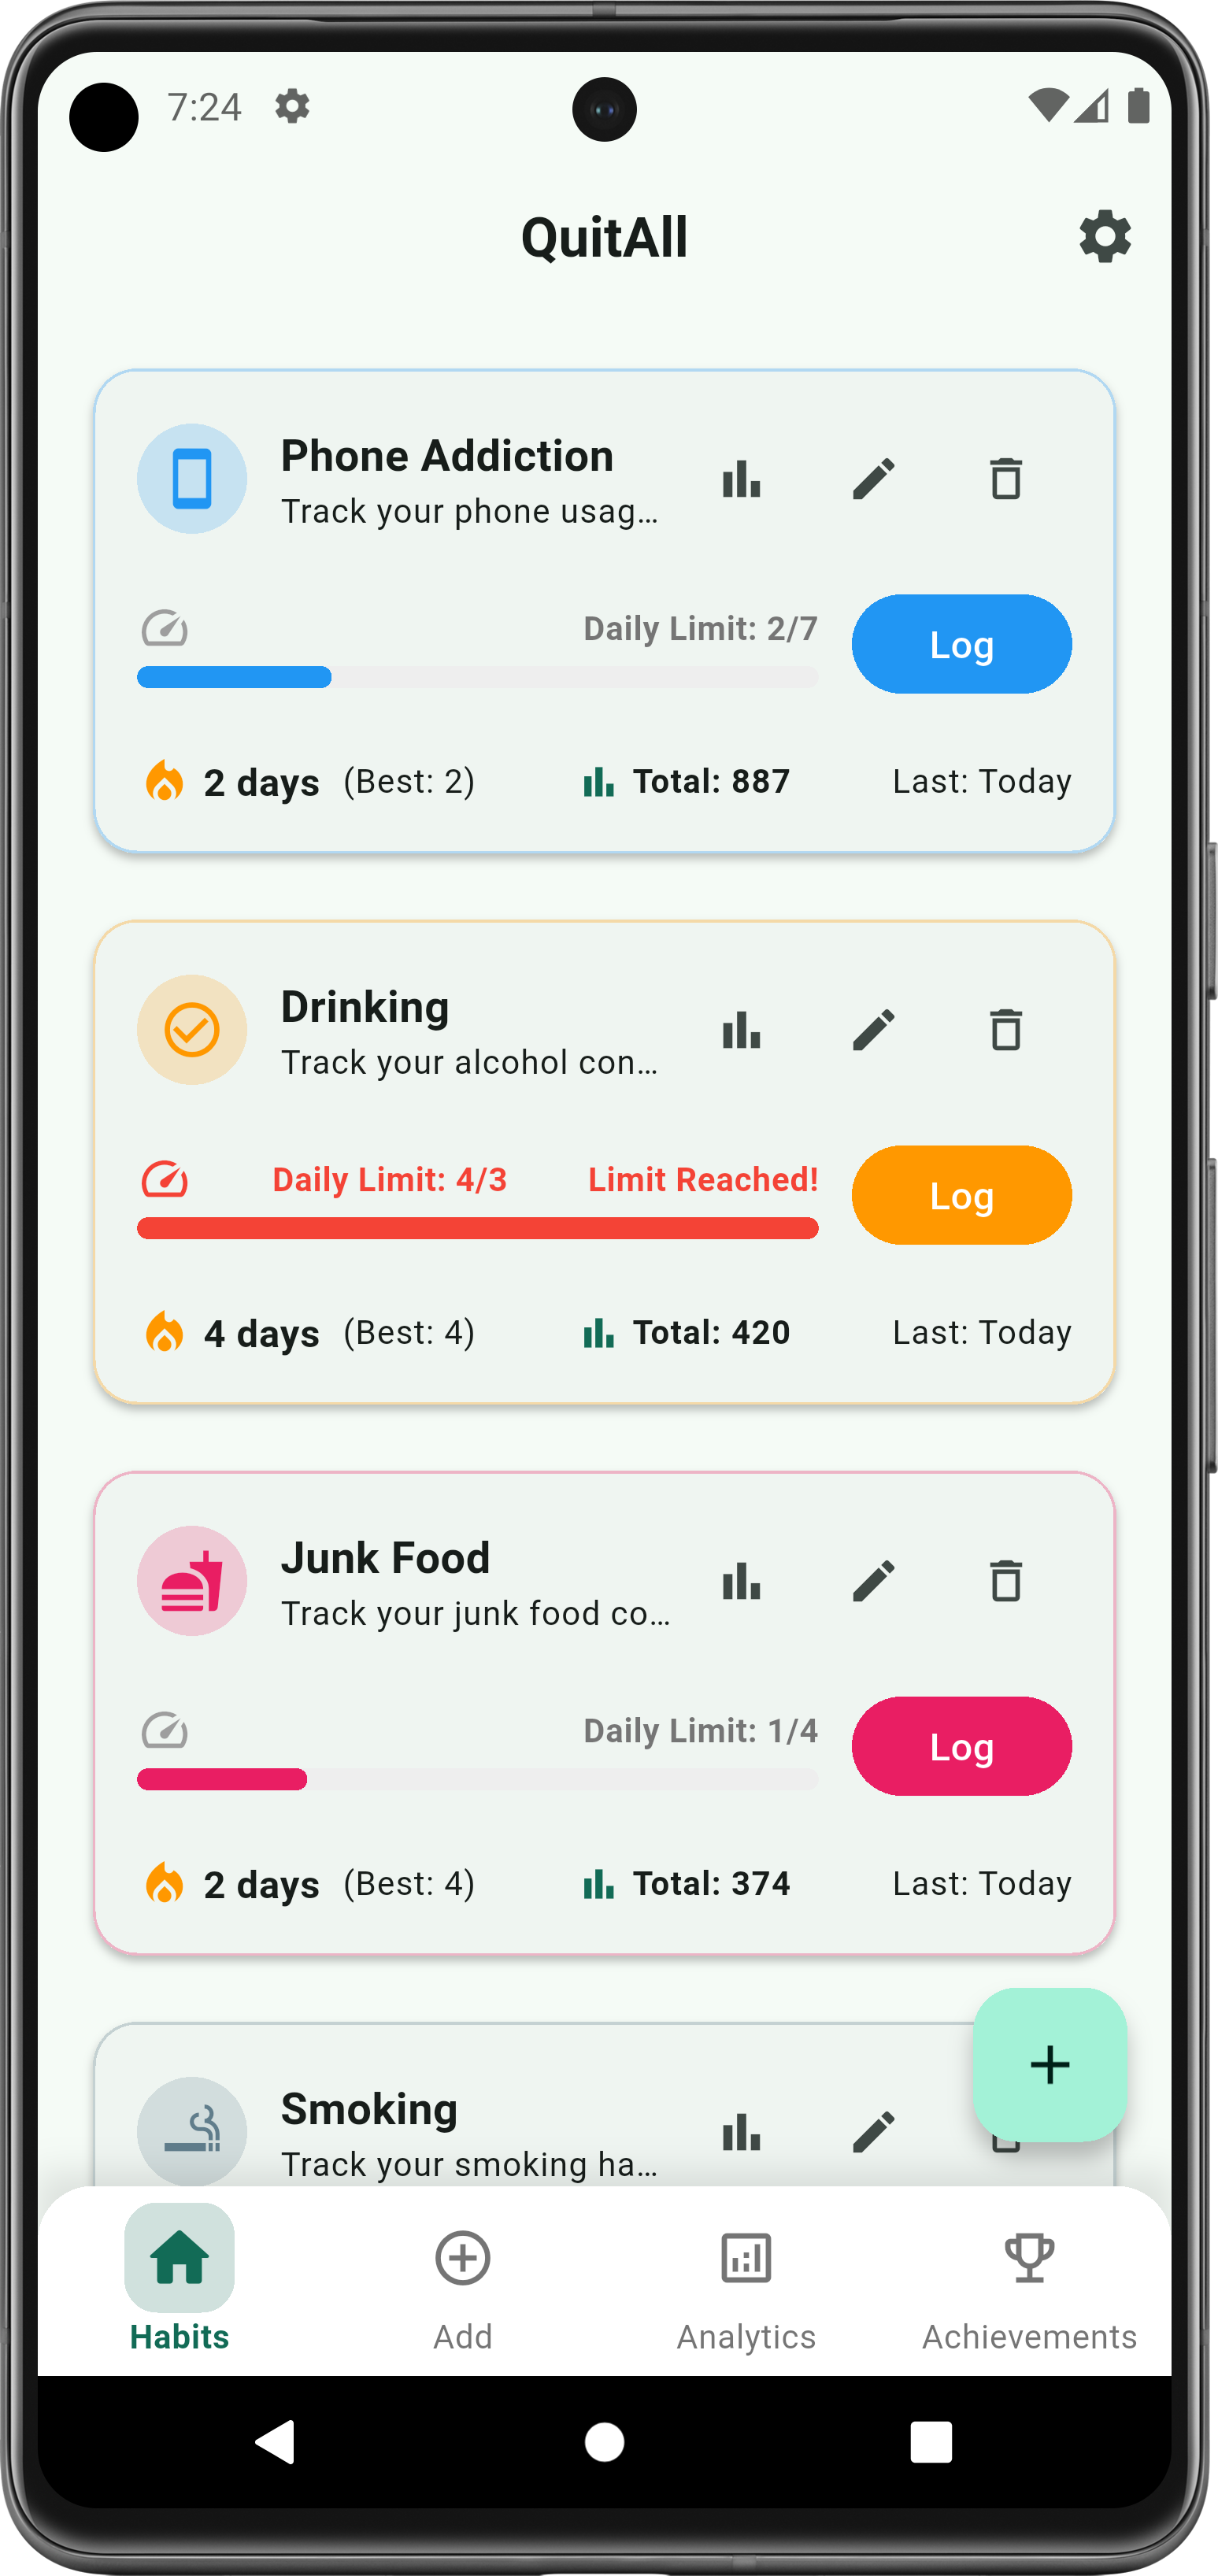 7:24
QuitAll
Phone Addiction
Track your phone usag…
Daily Limit: 2/7
Log
2 days (Best: 2) Total: 887 Last: Today
Drinking
Track your alcohol con…
Daily Limit: 4/3 Limit Reached!
Log
4 days (Best: 4) Total: 420 Last: Today
Junk Food
Track your junk food co…
Daily Limit: 1/4
Log
2 days (Best: 4) Total: 374 Last: Today
Smoking
Track your smoking ha…
Habits Add Analytics Achievements